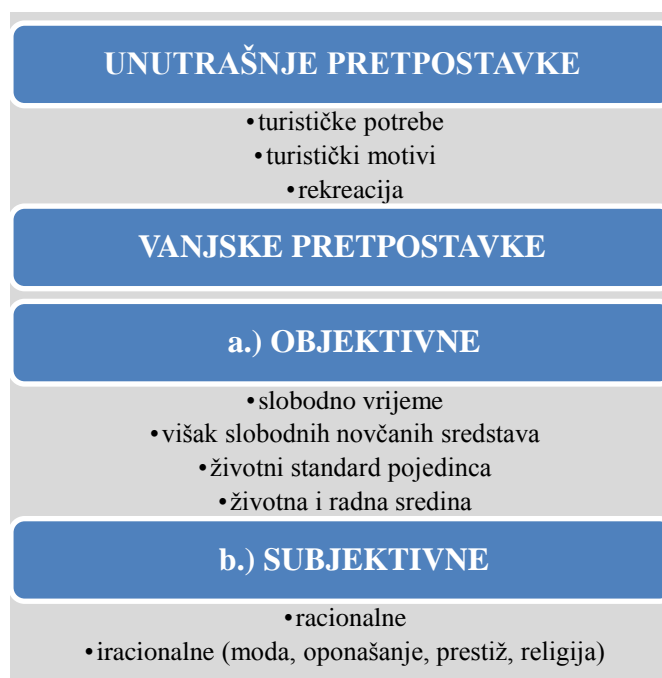 UNUTRAŠNJE PRETPOSTAVKE
•turističke potrebe
•turistički motivi
•rekreacija
VANJSKE PRETPOSTAVKE
a.) OBJEKTIVNE
•slobodno vrijeme
•višak slobodnih novčanih sredstava
•životni standard pojedinca
•životna i radna sredina
b.) SUBJEKTIVNE
•racionalne
•iracionalne (moda, oponašanje, prestiž, religija)